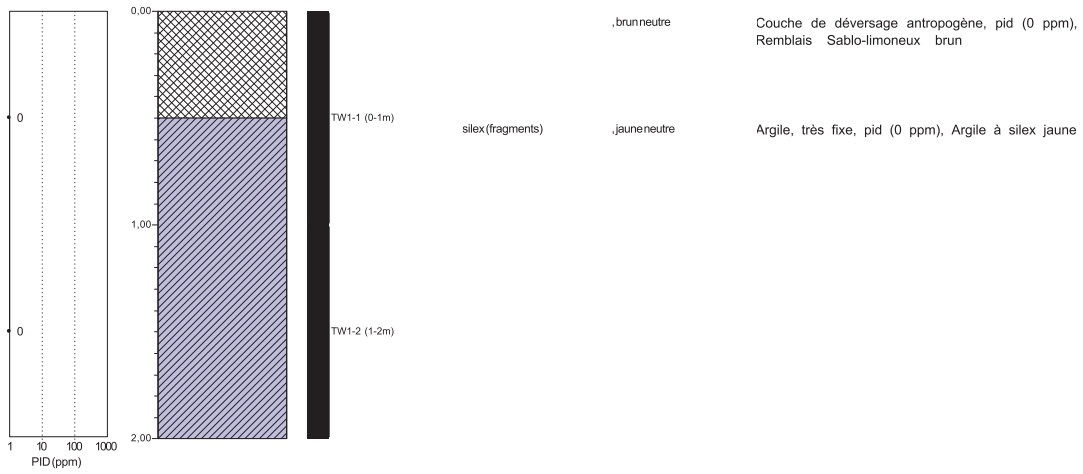 0,00
, brun neutre
Couche de déversage antropogène, pid (0 ppm),
Remblais Sablo-limoneux brun
0
TW1-1 (0-1m)
silex (fragments)
, jaune neutre
Argile, très fixe, pid (0 ppm), Argile à silex jaune
1,00
0
TW1-2 (1-2m)
2,00
1 10 100 1000
PID (ppm)